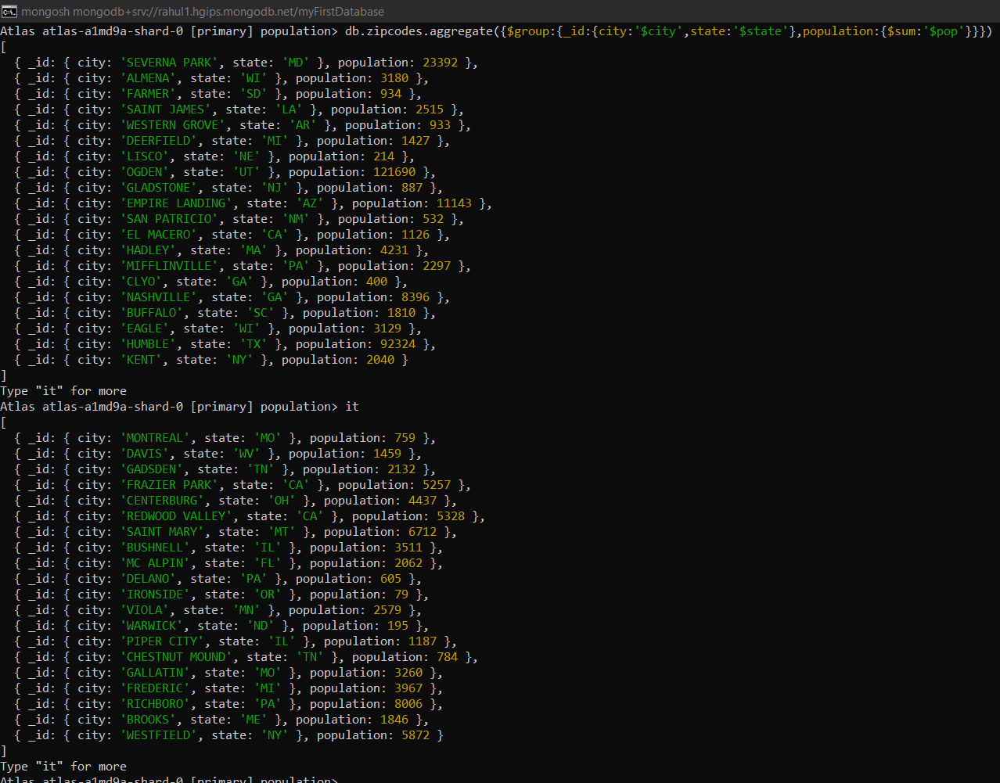 mongosh mongodb+srv://rahul1.hgips.mongodb.net/myFirstDatabase
Atlas atlas-a1md9a-shard-0 [primary] population> db.zipcodes.aggregate({$group:{_id:{city:'$city',state:'$state'},population:{$sum:'$pop'}}})
[
  { _id: { city: 'SEVERNA PARK', state: 'MD' }, population: 23392 },
  { _id: { city: 'ALMENA', state: 'WI' }, population: 3180 },
  { _id: { city: 'FARMER', state: 'SD' }, population: 934 },
  { _id: { city: 'SAINT JAMES', state: 'LA' }, population: 2515 },
  { _id: { city: 'WESTERN GROVE', state: 'AR' }, population: 933 },
  { _id: { city: 'DEERFIELD', state: 'MI' }, population: 1427 },
  { _id: { city: 'LISCO', state: 'NE' }, population: 214 },
  { _id: { city: 'OGDEN', state: 'UT' }, population: 121690 },
  { _id: { city: 'GLADSTONE', state: 'NJ' }, population: 887 },
  { _id: { city: 'EMPIRE LANDING', state: 'AZ' }, population: 11143 },
  { _id: { city: 'SAN PATRICIO', state: 'NM' }, population: 532 },
  { _id: { city: 'EL MACERO', state: 'CA' }, population: 1126 },
  { _id: { city: 'HADLEY', state: 'MA' }, population: 4231 },
  { _id: { city: 'MIFFLINVILLE', state: 'PA' }, population: 2297 },
  { _id: { city: 'CLYO', state: 'GA' }, population: 400 },
  { _id: { city: 'NASHVILLE', state: 'GA' }, population: 8396 },
  { _id: { city: 'BUFFALO', state: 'SC' }, population: 1810 },
  { _id: { city: 'EAGLE', state: 'WI' }, population: 3129 },
  { _id: { city: 'HUMBLE', state: 'TX' }, population: 92324 },
  { _id: { city: 'KENT', state: 'NY' }, population: 2040 }
]
Type "it" for more
Atlas atlas-a1md9a-shard-0 [primary] population> it
[
  { _id: { city: 'MONTREAL', state: 'MO' }, population: 759 },
  { _id: { city: 'DAVIS', state: 'WV' }, population: 1459 },
  { _id: { city: 'GADSDEN', state: 'TN' }, population: 2132 },
  { _id: { city: 'FRAZIER PARK', state: 'CA' }, population: 5257 },
  { _id: { city: 'CENTERBURG', state: 'OH' }, population: 4437 },
  { _id: { city: 'REDWOOD VALLEY', state: 'CA' }, population: 5328 },
  { _id: { city: 'SAINT MARY', state: 'MT' }, population: 6712 },
  { _id: { city: 'BUSHNELL', state: 'IL' }, population: 3511 },
  { _id: { city: 'MC ALPIN', state: 'FL' }, population: 2062 },
  { _id: { city: 'DELANO', state: 'PA' }, population: 605 },
  { _id: { city: 'IRONSIDE', state: 'OR' }, population: 79 },
  { _id: { city: 'VIOLA', state: 'MN' }, population: 2579 },
  { _id: { city: 'WARWICK', state: 'ND' }, population: 195 },
  { _id: { city: 'PIPER CITY', state: 'IL' }, population: 1187 },
  { _id: { city: 'CHESTNUT MOUND', state: 'TN' }, population: 784 },
  { _id: { city: 'GALLATIN', state: 'MO' }, population: 3260 },
  { _id: { city: 'FREDERIC', state: 'MI' }, population: 3967 },
  { _id: { city: 'RICHBORO', state: 'PA' }, population: 8006 },
  { _id: { city: 'BROOKS', state: 'ME' }, population: 1846 },
  { _id: { city: 'WESTFIELD', state: 'NY' }, population: 5872 }
]
Type "it" for more
Atlas atlas-a1md9a-shard-0 [primary] population>